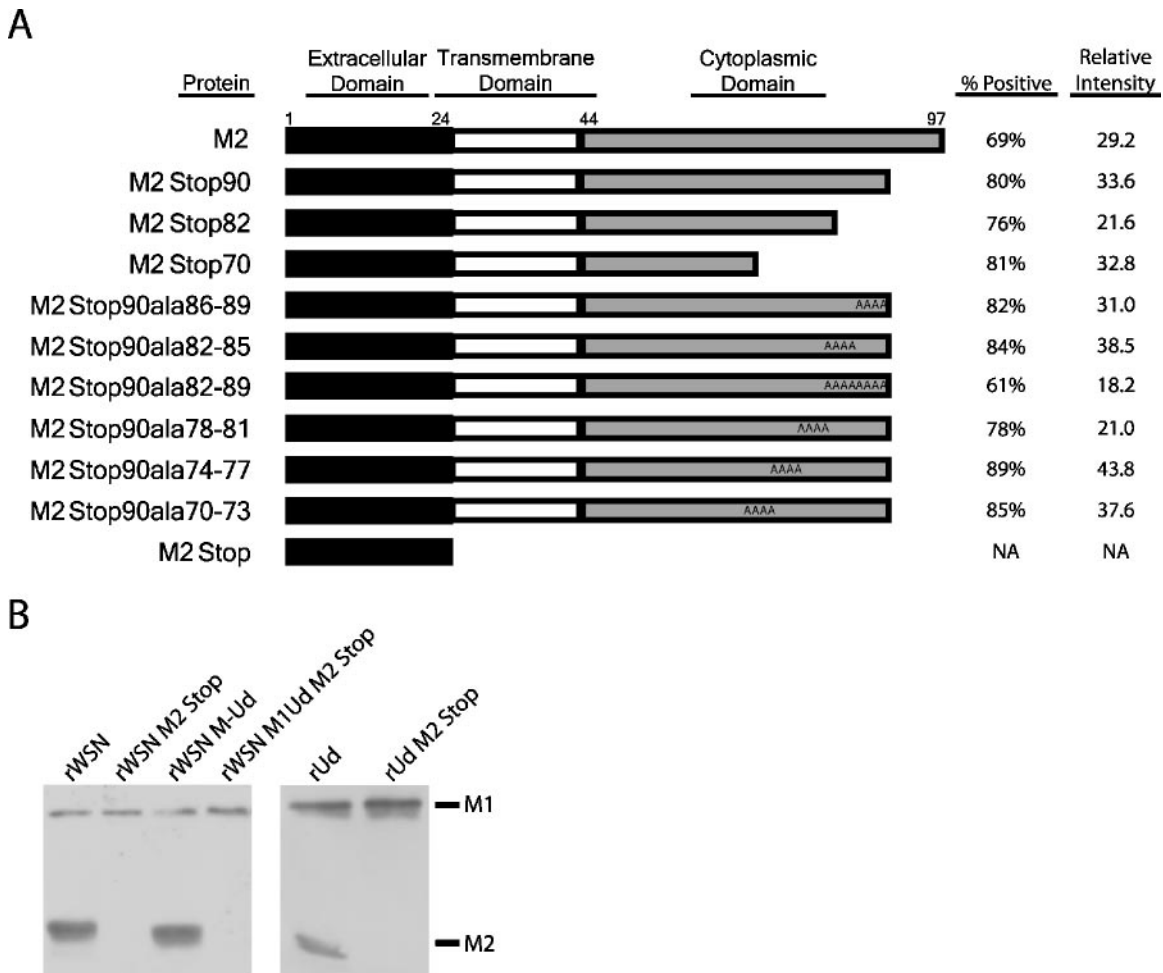 A
Protein Extracellular Domain Transmembrane Domain Cytoplasmic Domain % Positive Relative Intensity
1 24 44 97
M2 69% 29.2
M2 Stop90 80% 33.6
M2 Stop82 76% 21.6
M2 Stop70 81% 32.8
M2 Stop90ala86-89 AAAA 82% 31.0
M2 Stop90ala82-85 AAAA 84% 38.5
M2 Stop90ala82-89 AAAAAAAA 61% 18.2
M2 Stop90ala78-81 AAAA 78% 21.0
M2 Stop90ala74-77 AAAA 89% 43.8
M2 Stop90ala70-73 AAAA 85% 37.6
M2 Stop NA NA
B
rWSN
rWSN M2 Stop
rWSN M-Ud
rWSN M1Ud M2 Stop
rUd
rUd M2 Stop
M1
M2